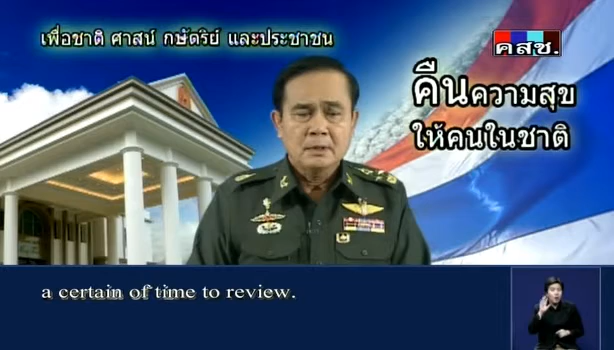 เพื่อชาติ ศาสน์ กษัตริย์ และประชาชน
คสช.
คืนความสุข
ให้คนในชาติ
a certain of time to review.